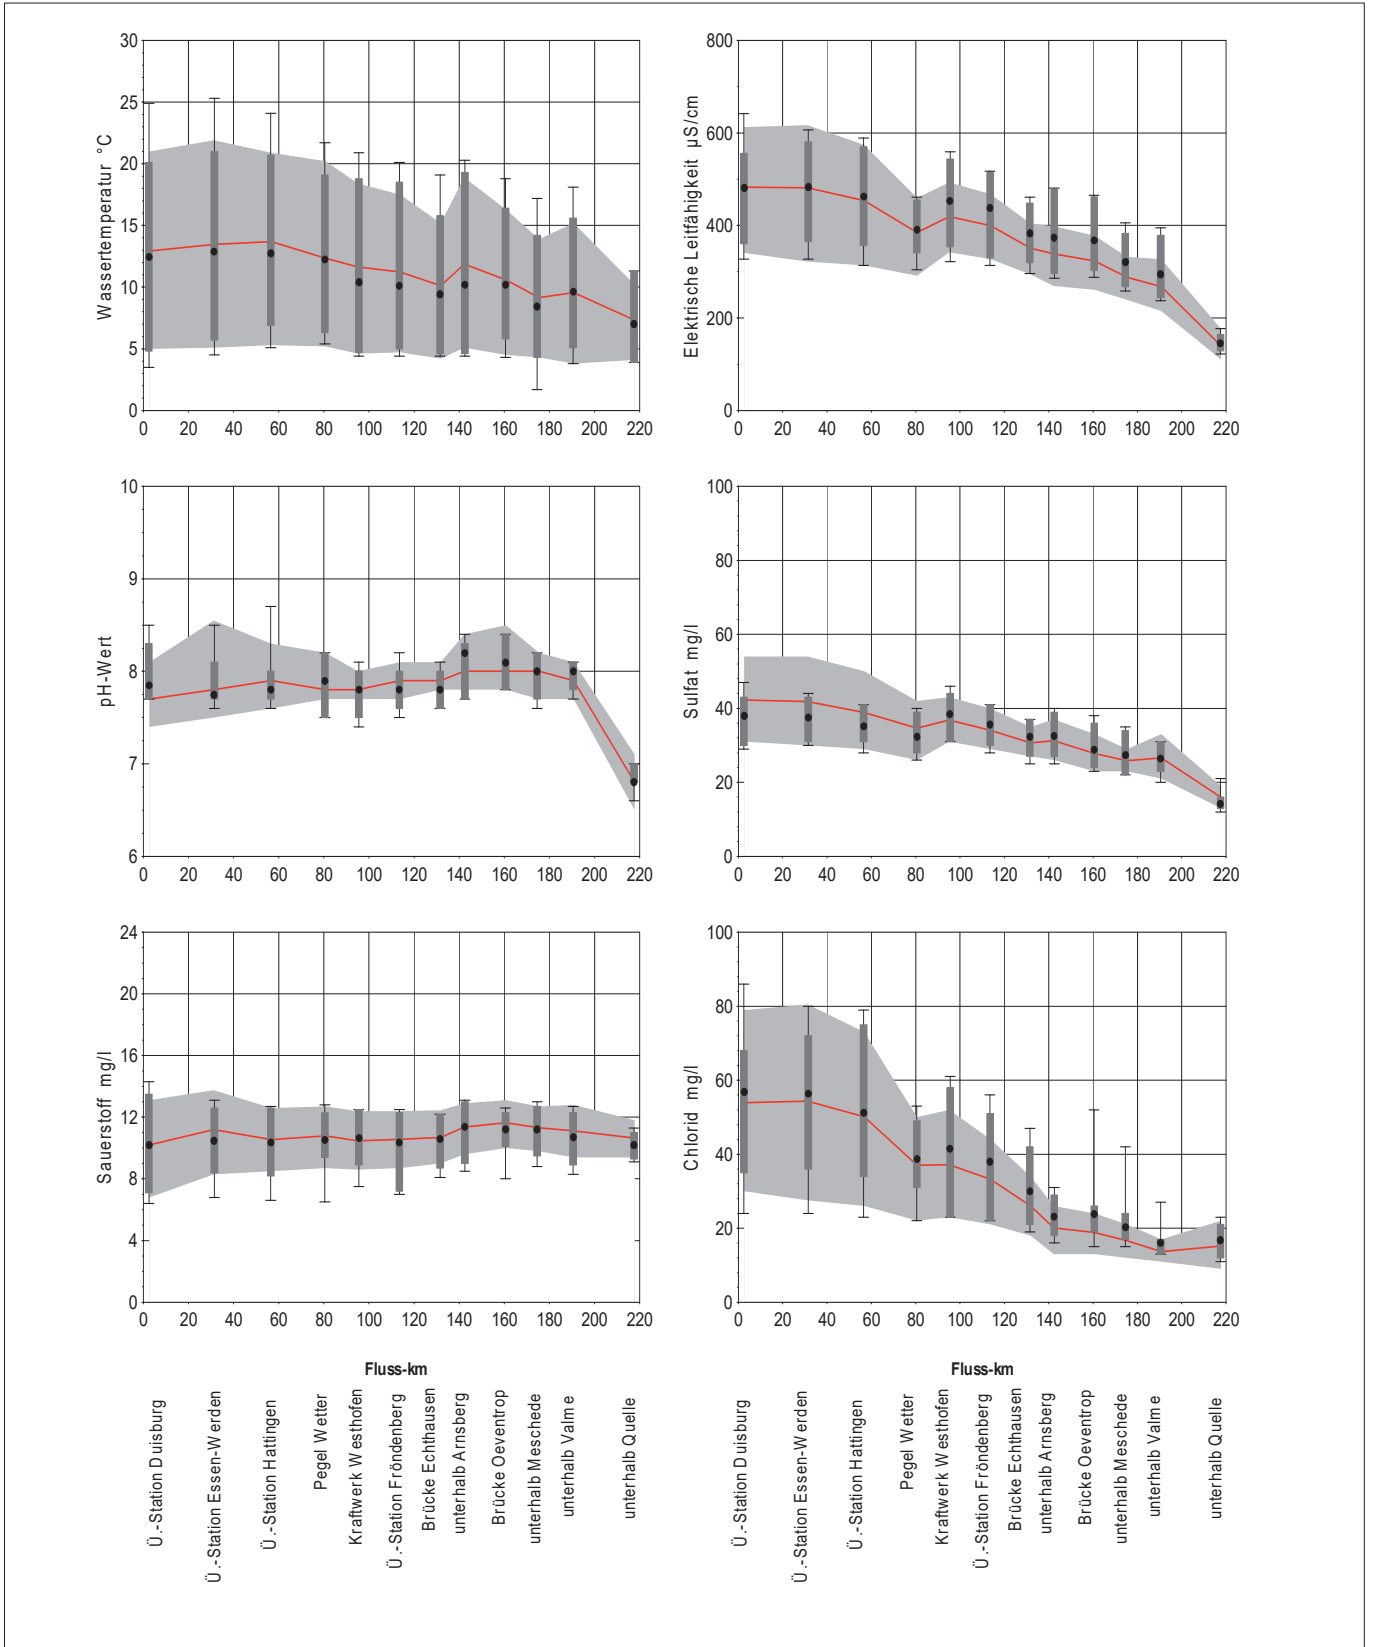 Wassertemperatur °C
30
25
20
15
10
5
0
0 20 40 60 80 100 120 140 160 180 200 220
Elektrische Leitfähigkeit µS/cm
800
600
400
200
0
0 20 40 60 80 100 120 140 160 180 200 220
pH-Wert
10
9
8
7
6
0 20 40 60 80 100 120 140 160 180 200 220
Sulfat mg/l
100
80
60
40
20
0
0 20 40 60 80 100 120 140 160 180 200 220
Sauerstoff mg/l
24
20
16
12
8
4
0
0 20 40 60 80 100 120 140 160 180 200 220
Fluss-km
Chlorid mg/l
100
80
60
40
20
0
0 20 40 60 80 100 120 140 160 180 200 220
Fluss-km
Ü.-Station Duisburg
Ü.-Station Essen-Werden
Ü.-Station Hattingen
Pegel Wetter
Kraftwerk Westhofen
Ü.-Station Fröndenberg
Brücke Echthausen
unterhalb Arnsberg
Brücke Oeventrop
unterhalb Meschede
unterhalb Valme
unterhalb Quelle
Ü.-Station Duisburg
Ü.-Station Essen-Werden
Ü.-Station Hattingen
Pegel Wetter
Kraftwerk Westhofen
Ü.-Station Fröndenberg
Brücke Echthausen
unterhalb Arnsberg
Brücke Oeventrop
unterhalb Meschede
unterhalb Valme
unterhalb Quelle